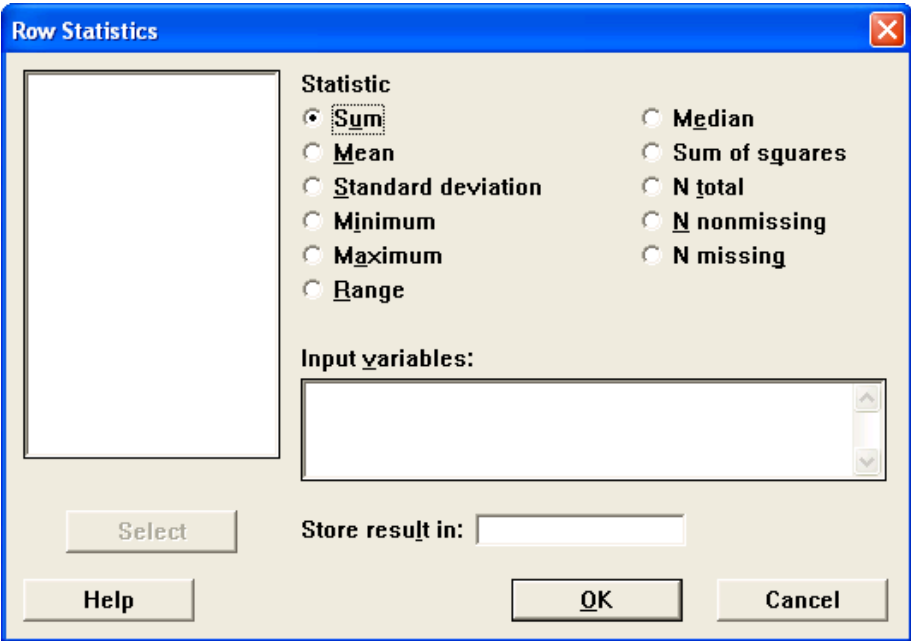 Row Statistics
Statistic
Sum
Median
Mean
Sum of squares
Standard deviation
N total
Minimum
N nonmissing
Maximum
N missing
Range
Input variables:
Select
Store result in:
Help
OK
Cancel